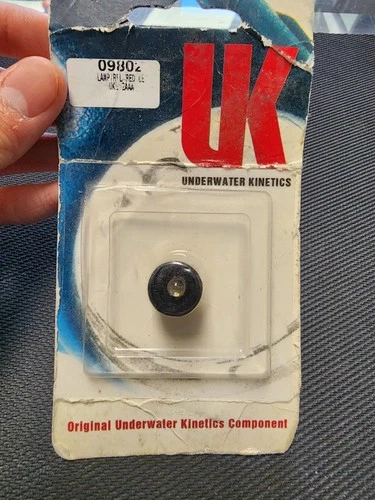 09802
UK
UNDERWATER KINETICS
Original Underwater Kinetics Component